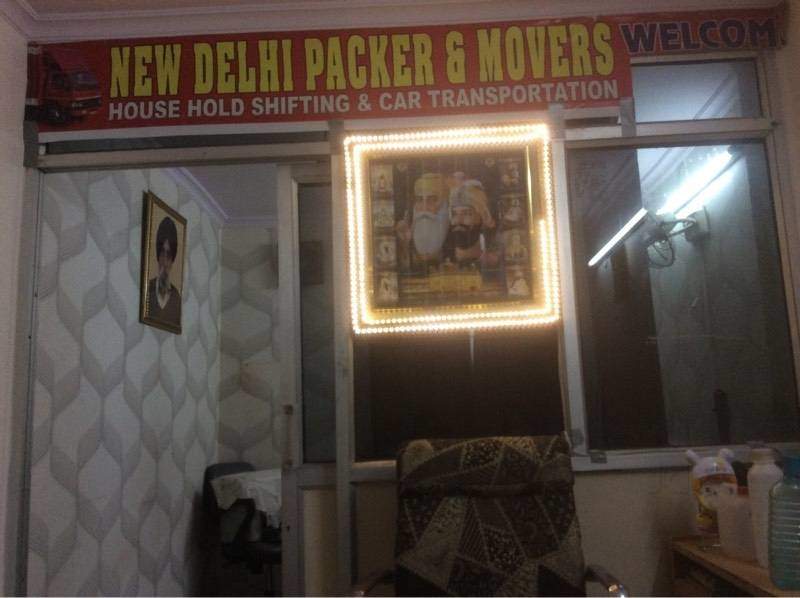 NEW DELHI PACKER & MOVERS
HOUSE HOLD SHIFTING & CAR TRANSPORTATION
WELCOM